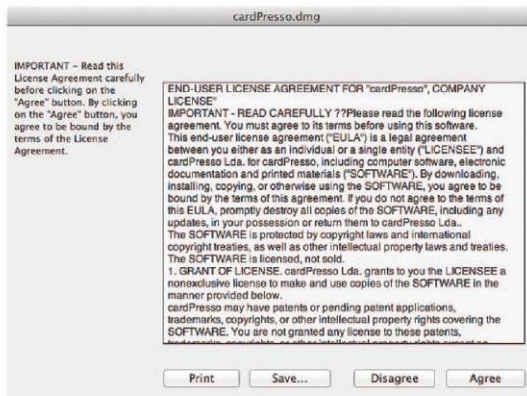 cardPresso.dmg
IMPORTANT – Read this
License Agreement carefully
before clicking on the
"Agree" button. By clicking
on the "Agree" button, you
agree to be bound by the
terms of the License
Agreement.
END-USER LICENSE AGREEMENT FOR "cardPresso", COMPANY
LICENSE"
IMPORTANT - READ CAREFULLY ??Please read the following license
agreement. You must agree to its terms before using this software.
This end-user license agreement ("EULA") is a legal agreement
between you either as an individual or a single entity ("LICENSEE") and
cardPresso Lda. for cardPresso, including computer software, electronic
documentation and printed materials ("SOFTWARE"). By downloading,
installing, copying, or otherwise using the SOFTWARE, you agree to be
bound by the terms of this agreement. If you do not agree to the terms of
this EULA, promptly destroy all copies of the SOFTWARE, including any
updates, in your possession or return them to cardPresso Lda..
The SOFTWARE is protected by copyright laws and international
copyright treaties, as well as other intellectual property laws and treaties.
The SOFTWARE is licensed, not sold.
1. GRANT OF LICENSE. cardPresso Lda. grants to you the LICENSEE a
nonexclusive license to make and use copies of the SOFTWARE in the
manner provided below.
cardPresso may have patents or pending patent applications,
trademarks, copyrights, or other intellectual property rights covering the
SOFTWARE. You are not granted any license to these patents,
trademarks, copyrights, or other intellectual property rights except as
Print
Save...
Disagree
Agree